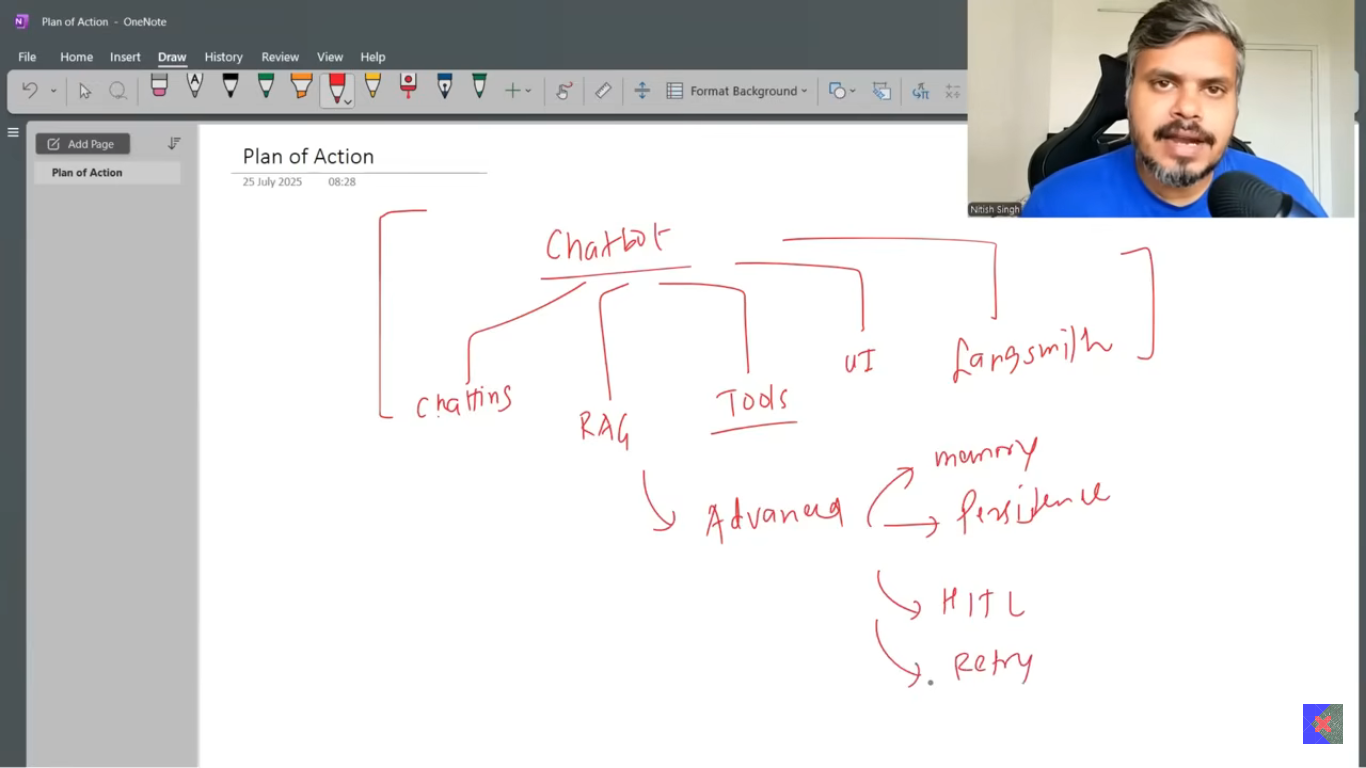 Plan of Action - OneNote
File Home Insert Draw History Review View Help
Format Background
Add Page
Plan of Action
Plan of Action
25 July 2025 08:28
Nitish Singh
Chatbot
Chatting
RAG
Tools
UI
Langsmith
Advanced
memory
Persistence
HITL
Retry